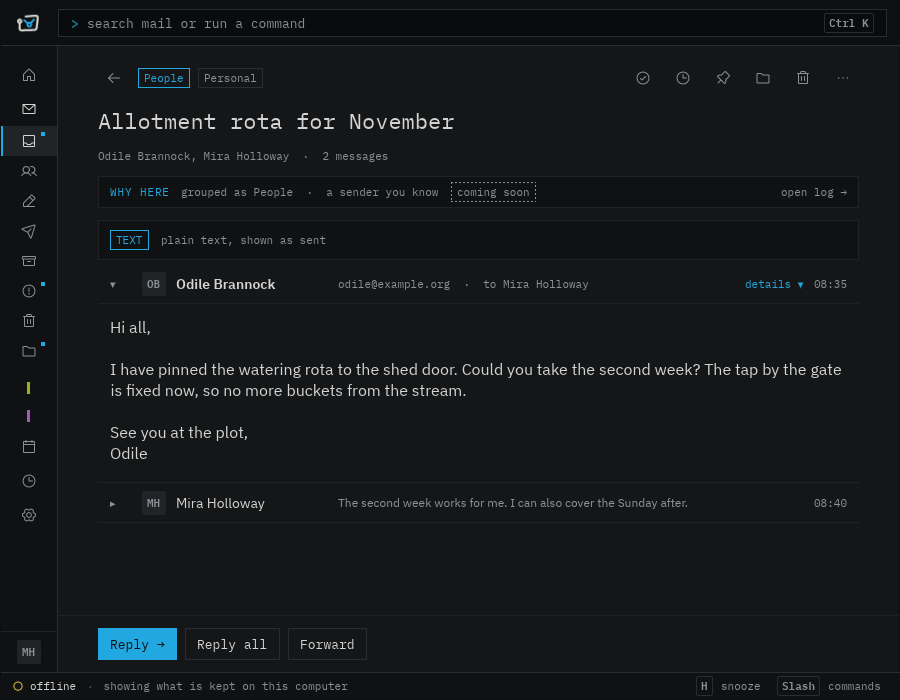 > search mail or run a command Ctrl K
People Personal
Allotment rota for November
Odile Brannock, Mira Holloway · 2 messages
WHY HERE grouped as People · a sender you know coming soon open log →
TEXT plain text, shown as sent
▾ OB Odile Brannock odile@example.org · to Mira Holloway details ▾ 08:35
Hi all,
I have pinned the watering rota to the shed door. Could you take the second week? The tap by the gate
is fixed now, so no more buckets from the stream.
See you at the plot,
Odile
▸ MH Mira Holloway The second week works for me. I can also cover the Sunday after. 08:40
Reply → Reply all Forward
MH
offline · showing what is kept on this computer H snooze Slash commands